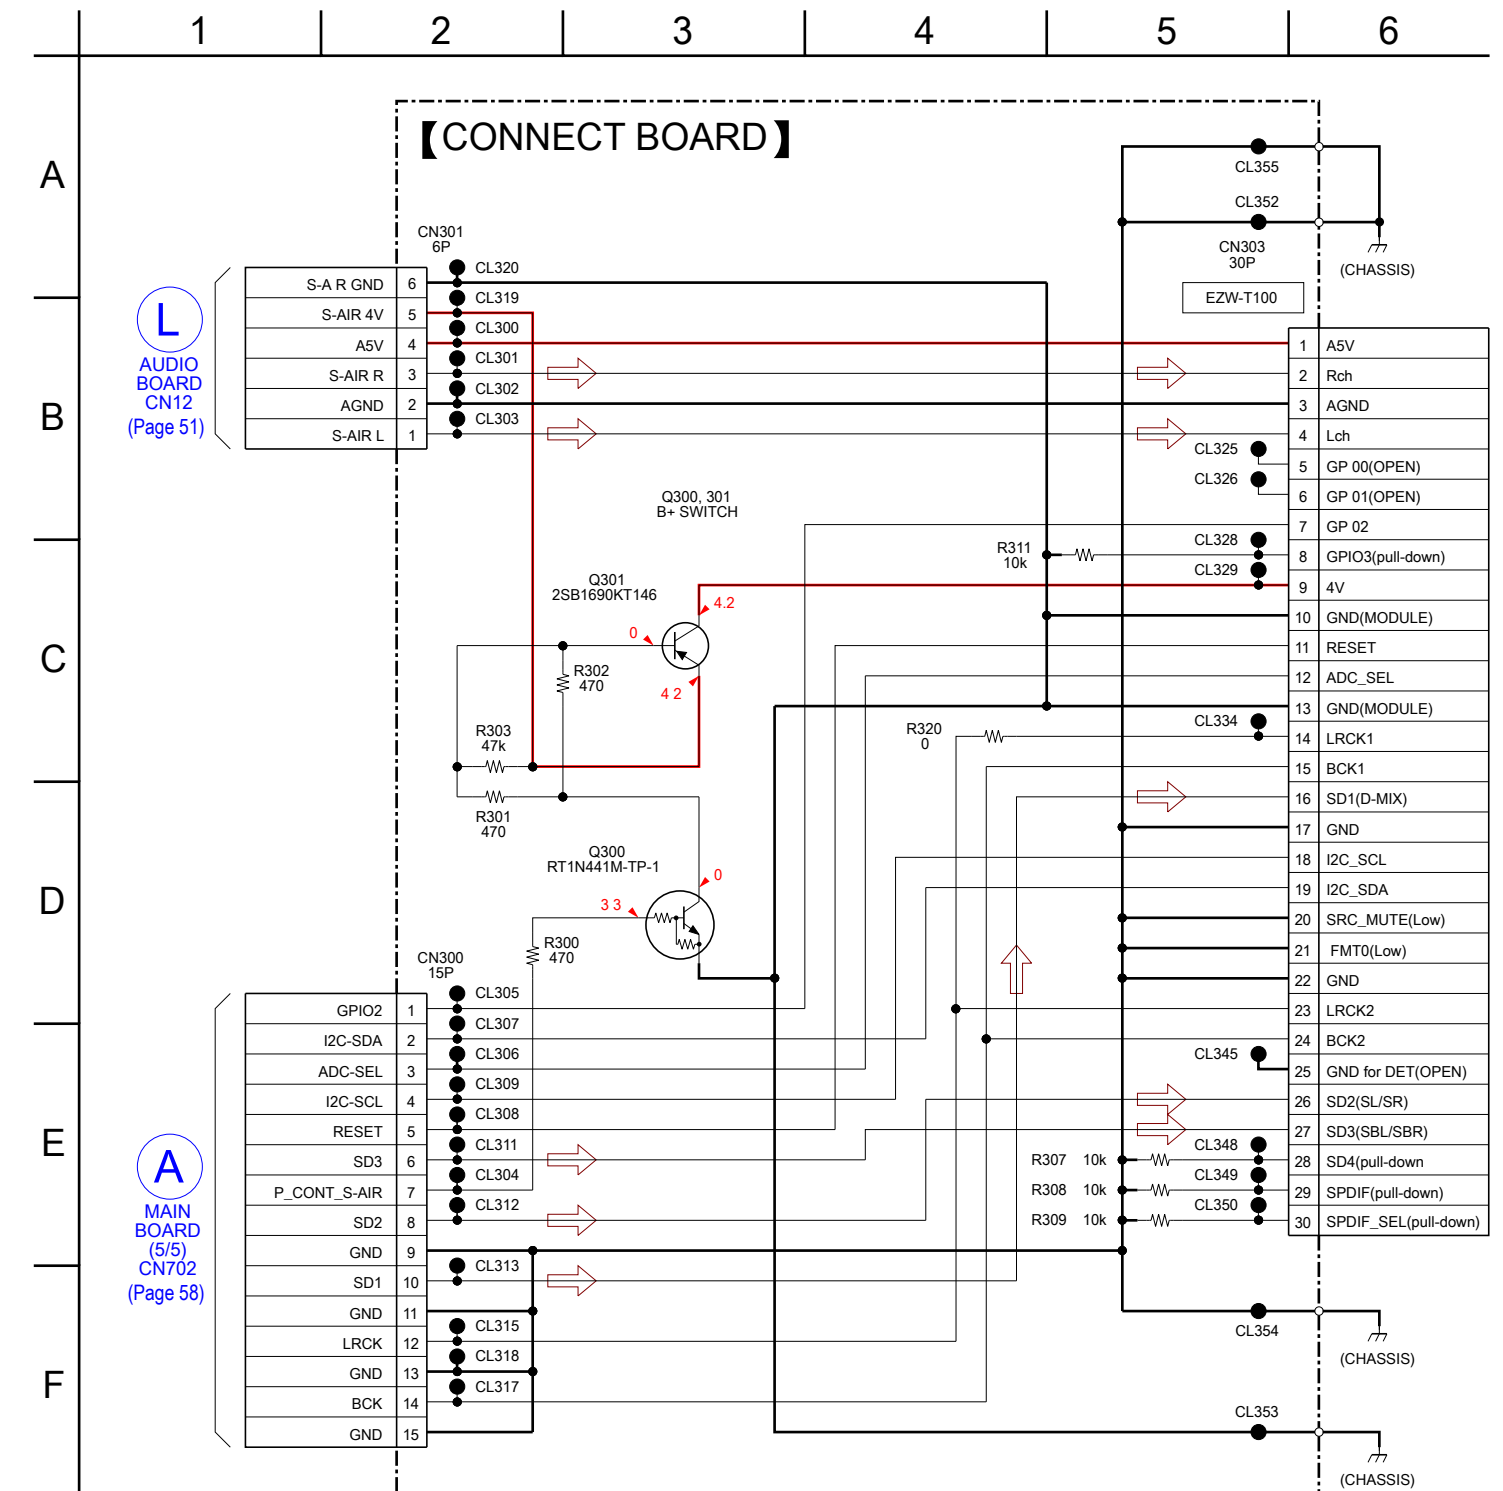 1 2 3 4 5 6
A
B
C
D
E
F
【CONNECT BOARD】
CL355
CL352
CN303
30P
(CHASSIS)
EZW-T100
CN301
6P
L
AUDIO
BOARD
CN12
(Page 51)
S-A R GND 6 CL320
S-AIR 4V 5 CL319
A5V 4 CL300
S-AIR R 3 CL301
AGND 2 CL302
S-AIR L 1 CL303
1 A5V
2 Rch
3 AGND
4 Lch
CL325 5 GP 00(OPEN)
CL326 6 GP 01(OPEN)
7 GP 02
CL328 8 GPIO3(pull-down)
CL329 9 4V
10 GND(MODULE)
11 RESET
12 ADC_SEL
13 GND(MODULE)
CL334 14 LRCK1
15 BCK1
16 SD1(D-MIX)
17 GND
18 I2C_SCL
19 I2C_SDA
20 SRC_MUTE(Low)
21 FMT0(Low)
22 GND
23 LRCK2
24 BCK2
CL345 25 GND for DET(OPEN)
26 SD2(SL/SR)
27 SD3(SBL/SBR)
R307 10k CL348 28 SD4(pull-down
R308 10k CL349 29 SPDIF(pull-down)
R309 10k CL350 30 SPDIF_SEL(pull-down)
Q300, 301
B+ SWITCH
R311
10k
Q301
2SB1690KT146
4.2
0
4 2
R302
470
R303
47k
R301
470
R320
0
Q300
RT1N441M-TP-1
0
3 3
R300
470
CN300
15P
A
MAIN
BOARD
(5/5)
CN702
(Page 58)
GPIO2 1 CL305
I2C-SDA 2 CL307
ADC-SEL 3 CL306
I2C-SCL 4 CL309
RESET 5 CL308
SD3 6 CL311
P_CONT_S-AIR 7 CL304
SD2 8 CL312
GND 9
SD1 10 CL313
GND 11
LRCK 12 CL315
GND 13 CL318
BCK 14 CL317
GND 15
CL354
(CHASSIS)
CL353
(CHASSIS)